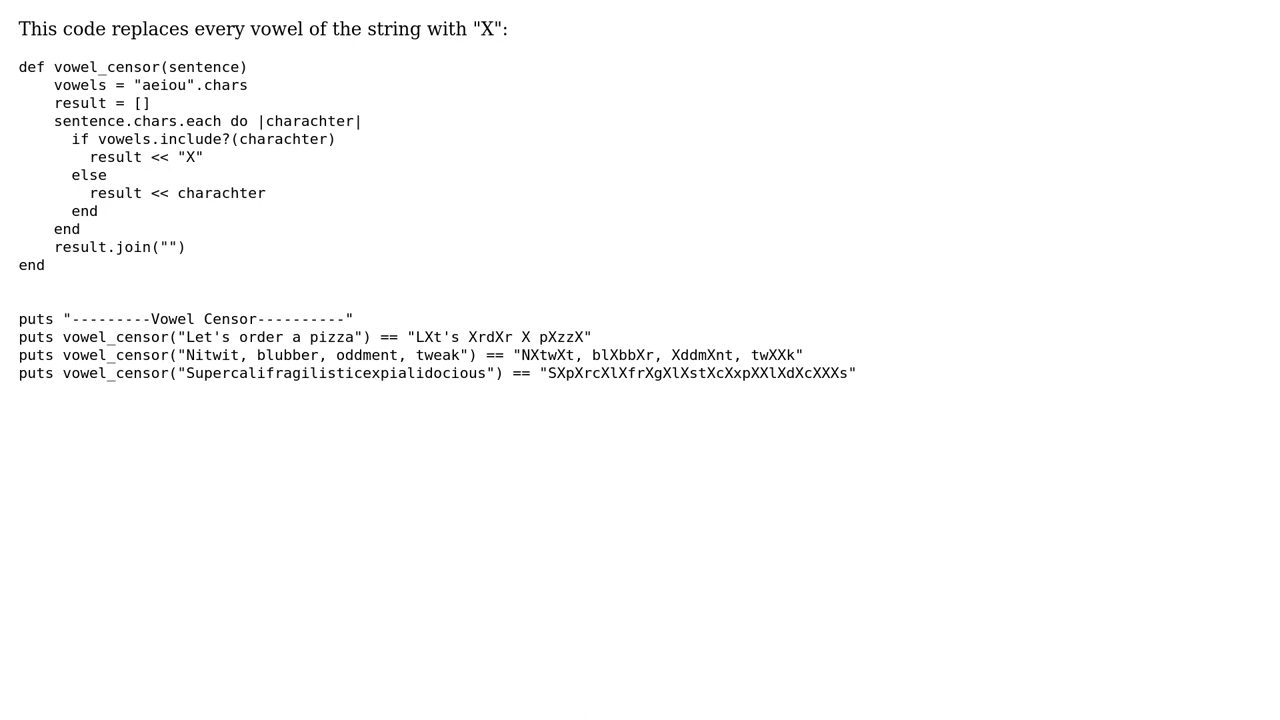 This code replaces every vowel of the string with "X":
def vowel_censor(sentence)
    vowels = "aeiou".chars
    result = []
    sentence.chars.each do |charachter|
      if vowels.include?(charachter)
        result << "X"
      else
        result << charachter
      end
    end
    result.join("")
end
puts "---------Vowel Censor----------"
puts vowel_censor("Let's order a pizza") == "LXt's XrdXr X pXzzX"
puts vowel_censor("Nitwit, blubber, oddment, tweak") == "NXtwXt, blXbbXr, XddmXnt, twXXk"
puts vowel_censor("Supercalifragilisticexpialidocious") == "SXpXrcXlXfrXgXlXstXcXxpXXlXdXcXXXs"